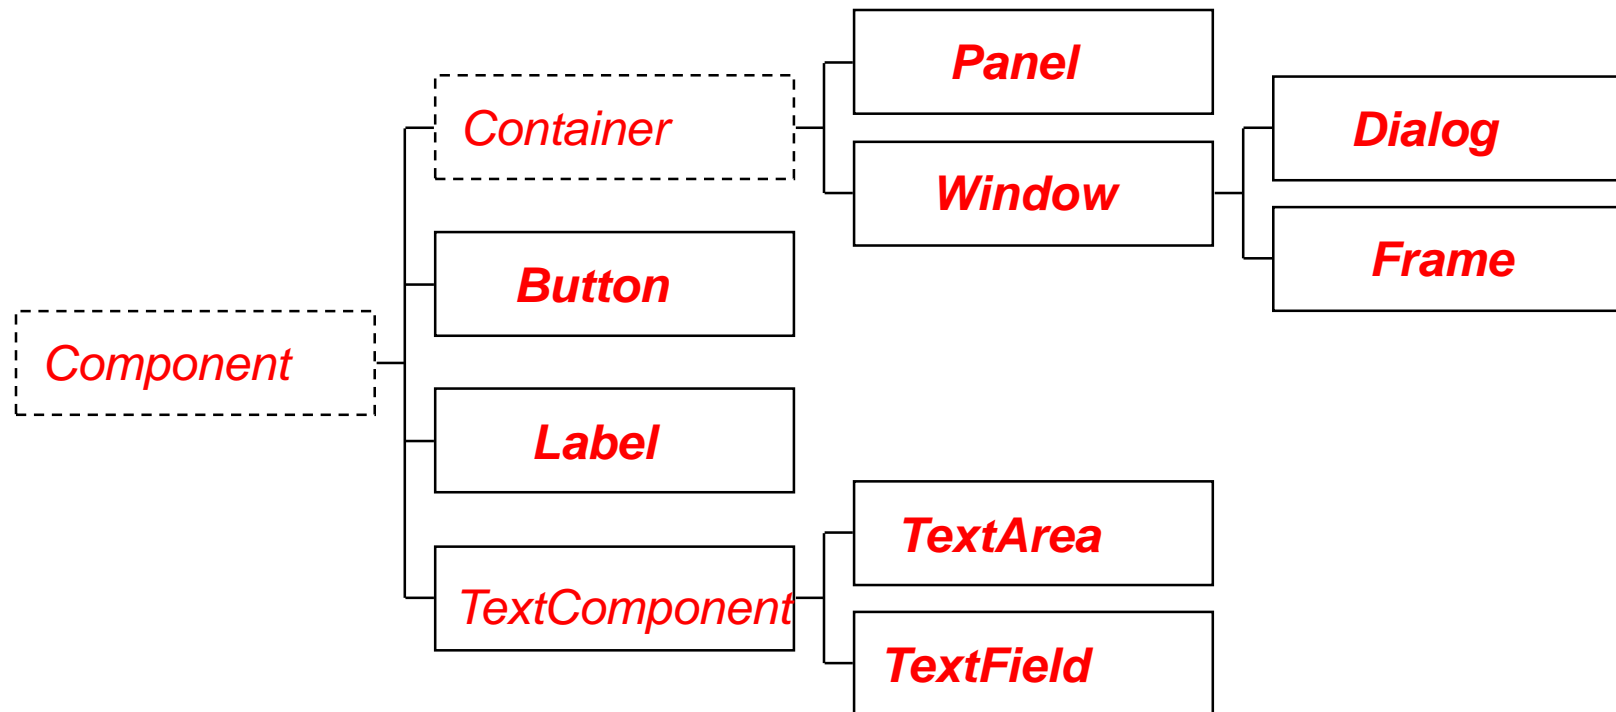 Panel
Container
Dialog
Window
Frame
Button
Component
Label
TextArea
TextComponent
TextField